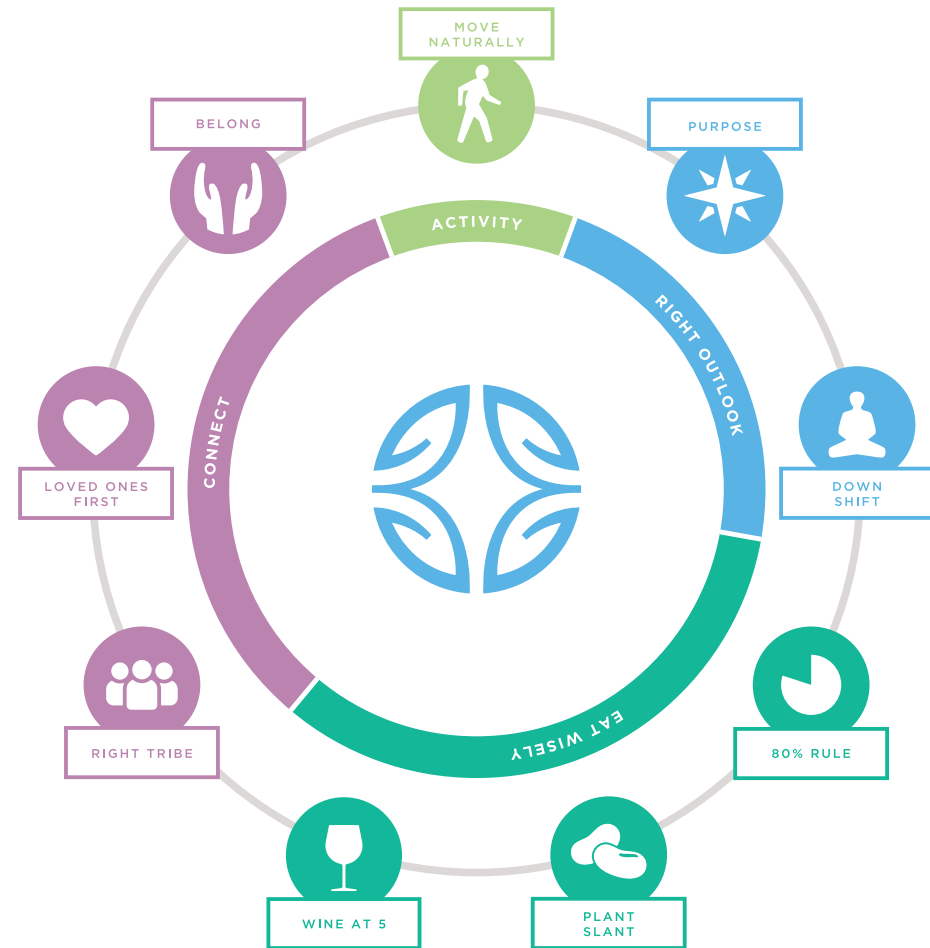 MOVE
NATURALLY
BELONG
PURPOSE
ACTIVITY
RIGHT OUTLOOK
CONNECT
LOVED ONES
FIRST
DOWN
SHIFT
EAT WISELY
RIGHT TRIBE
80% RULE
WINE AT 5
PLANT
SLANT